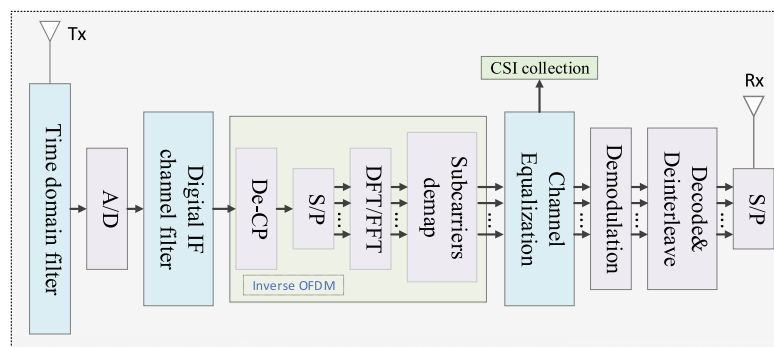 Tx
Time domain filter
A/D
Digital IF
channel filter
De-CP
S/P
...
DFT/FFT
...
Subcarriers
demap
Inverse OFDM
...
CSI collection
Channel
Equalization
...
Demodulation
...
Decode&
Deinterleave
...
Rx
S/P